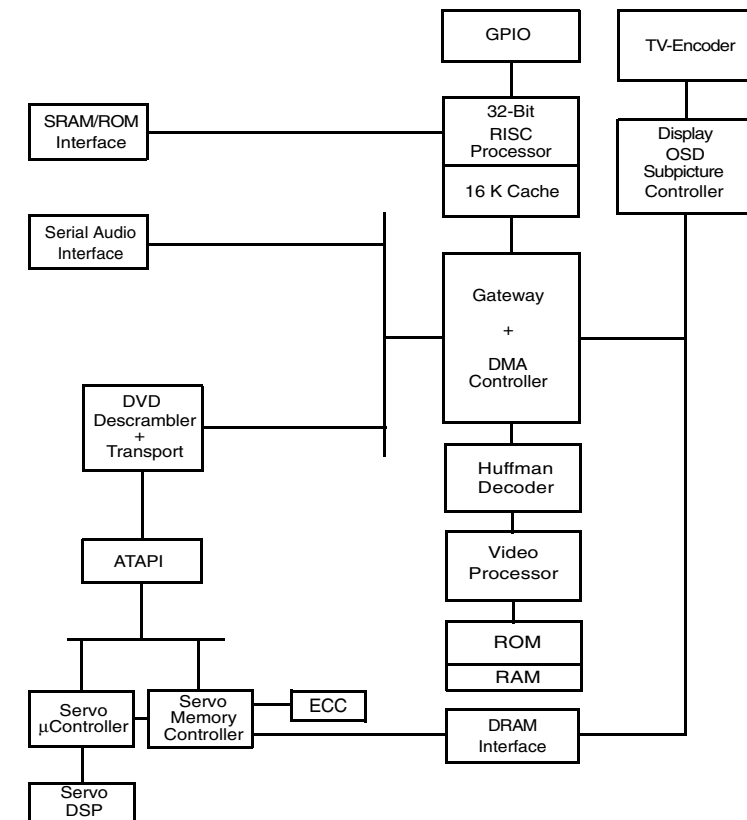 GPIO
TV-Encoder
SRAM/ROM
Interface
32-Bit
RISC
Processor
16 K Cache
Display
OSD
Subpicture
Controller
Serial Audio
Interface
Gateway
+
DMA
Controller
DVD
Descrambler
+
Transport
Huffman
Decoder
ATAPI
Video
Processor
ROM
RAM
Servo
µController
Servo
Memory
Controller
ECC
DRAM
Interface
Servo
DSP